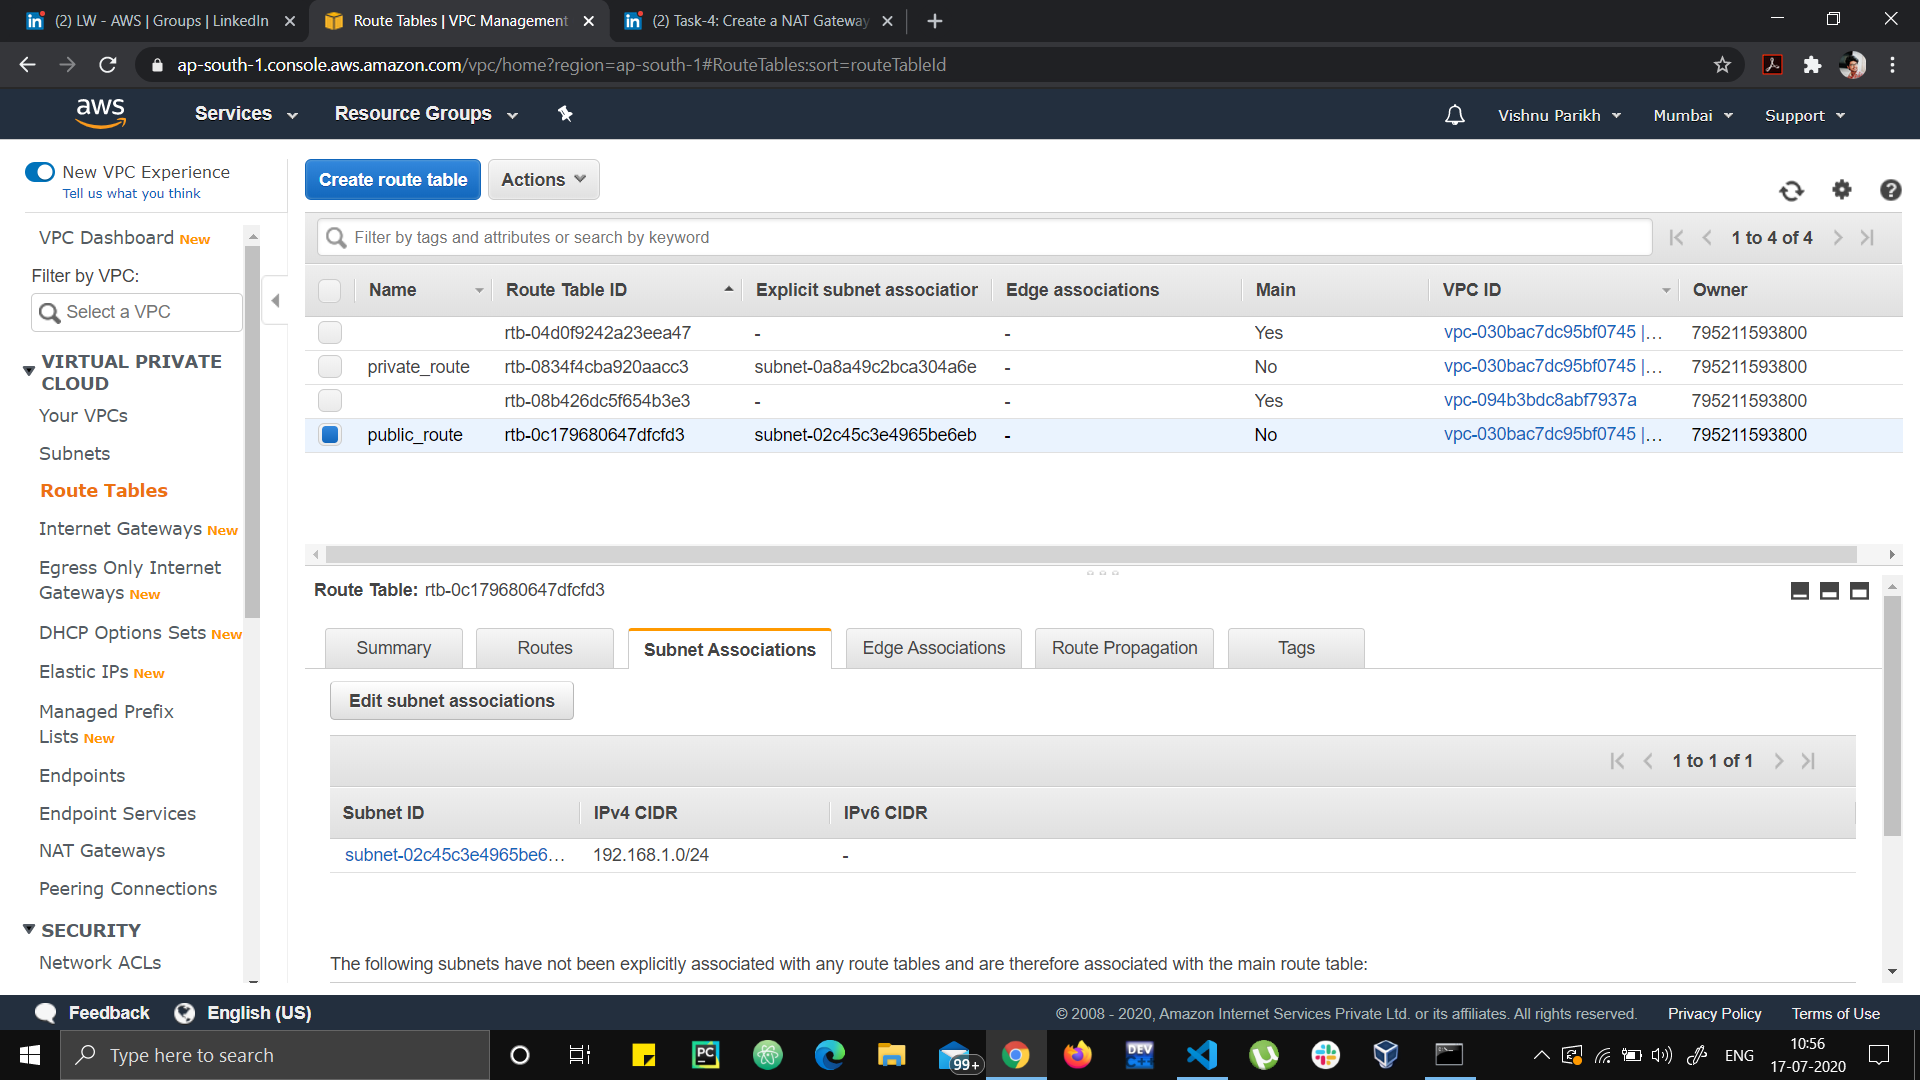 (2) LW - AWS | Groups | LinkedIn
Route Tables | VPC Management
(2) Task-4: Create a NAT Gateway
ap-south-1.console.aws.amazon.com/vpc/home?region=ap-south-1#RouteTables:sort=routeTableId
aws
Services
Resource Groups
Vishnu Parikh
Mumbai
Support
New VPC Experience
Tell us what you think
Create route table
Actions
VPC Dashboard New
Filter by VPC:
Select a VPC
VIRTUAL PRIVATE
CLOUD
Your VPCs
Subnets
Route Tables
Internet Gateways New
Egress Only Internet
Gateways New
DHCP Options Sets New
Elastic IPs New
Managed Prefix
Lists New
Endpoints
Endpoint Services
NAT Gateways
Peering Connections
SECURITY
Network ACLs
Filter by tags and attributes or search by keyword
1 to 4 of 4
Name Route Table ID Explicit subnet association Edge associations Main VPC ID Owner
rtb-04d0f9242a23eea47 - - Yes vpc-030bac7dc95bf0745 |... 795211593800
private_route rtb-0834f4cba920aacc3 subnet-0a8a49c2bca304a6e - No vpc-030bac7dc95bf0745 |... 795211593800
rtb-08b426dc5f654b3e3 - - Yes vpc-094b3bdc8abf7937a 795211593800
public_route rtb-0c179680647dfcfd3 subnet-02c45c3e4965be6eb - No vpc-030bac7dc95bf0745 |... 795211593800
Route Table: rtb-0c179680647dfcfd3
Summary Routes Subnet Associations Edge Associations Route Propagation Tags
Edit subnet associations
1 to 1 of 1
Subnet ID IPv4 CIDR IPv6 CIDR
subnet-02c45c3e4965be6... 192.168.1.0/24 -
The following subnets have not been explicitly associated with any route tables and are therefore associated with the main route table:
Feedback
English (US)
© 2008 - 2020, Amazon Internet Services Private Ltd. or its affiliates. All rights reserved.
Privacy Policy
Terms of Use
Type here to search
PC
99+
DEV
C++
ENG
10:56
17-07-2020